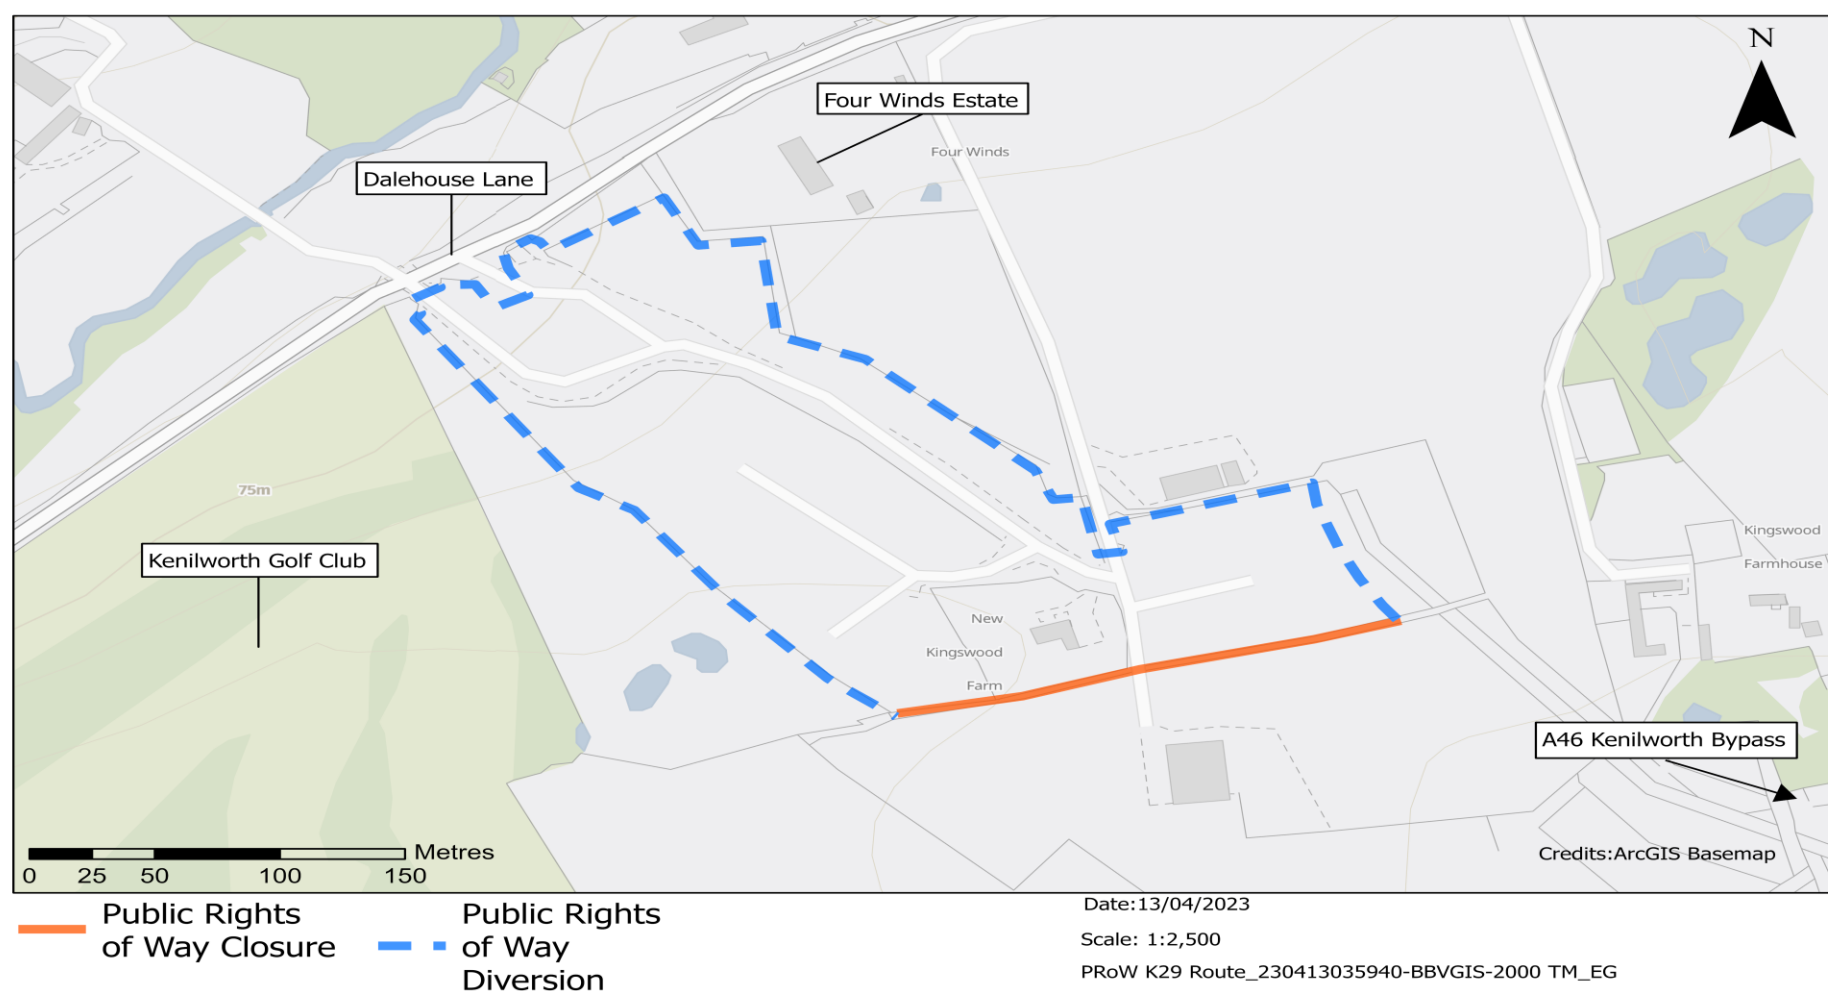 N
Four Winds Estate
Four Winds
Dalehouse Lane
75m
Kenilworth Golf Club
Kingswood
Farmhouse
New
Kingswood
Farm
A46 Kenilworth Bypass
Metres
0 25 50 100 150
Credits:ArcGIS Basemap
Public Rights
of Way Closure
Public Rights
of Way
Diversion
Date:13/04/2023
Scale: 1:2,500
PRoW K29 Route_230413035940-BBVGIS-2000 TM_EG